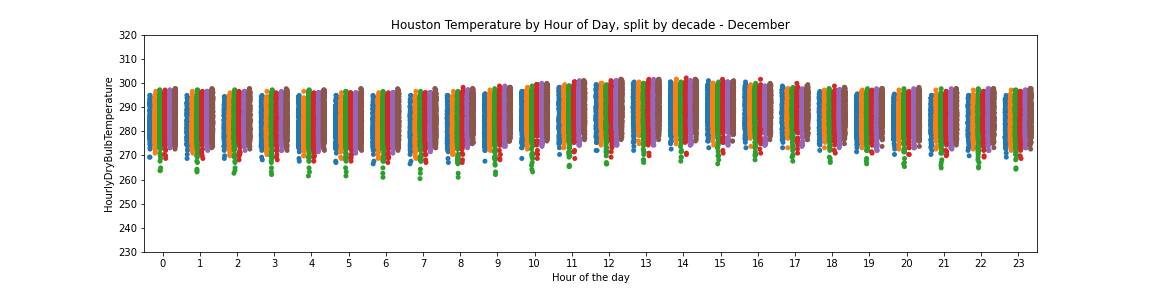 Houston Temperature by Hour of Day, split by decade - December
HourlyDryBulbTemperature
320
310
300
290
280
270
260
250
240
230
0 1 2 3 4 5 6 7 8 9 10 11 12 13 14 15 16 17 18 19 20 21 22 23
Hour of the day